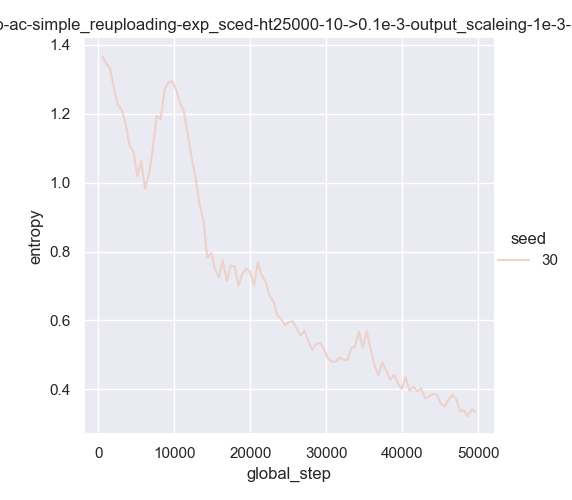 o-ac-simple_reuploading-exp_sced-ht25000-10->0.1e-3-output_scaleing-1e-3-
1.4
1.2
1.0
0.8
0.6
0.4
entropy
0 10000 20000 30000 40000 50000
global_step
seed
30